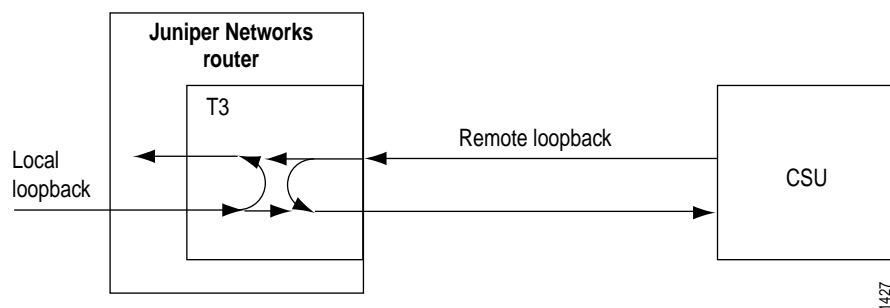 Juniper Networks
router
T3
Remote loopback
Local
loopback
CSU
1427